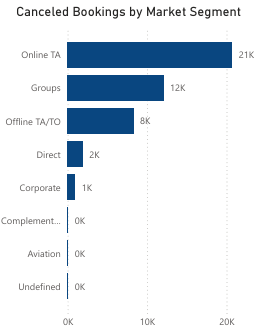 Canceled Bookings by Market Segment
Online TA 21K
Groups 12K
Offline TA/TO 8K
Direct 2K
Corporate 1K
Complement... 0K
Aviation 0K
Undefined 0K
0K 10K 20K